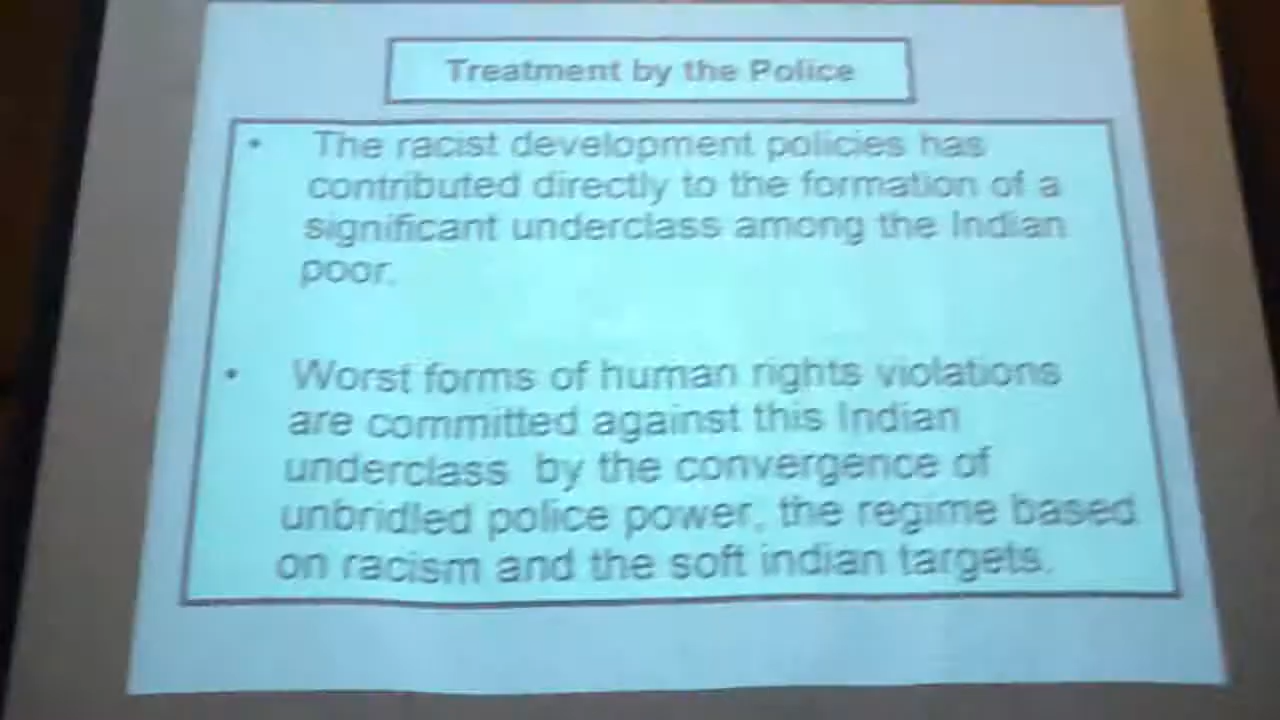 Treatment by the Police
• The racist development policies has
contributed directly to the formation of a
significant underclass among the Indian
poor.
• Worst forms of human rights violations
are committed against this Indian
underclass by the convergence of
unbridled police power, the regime based
on racism and the soft indian targets.